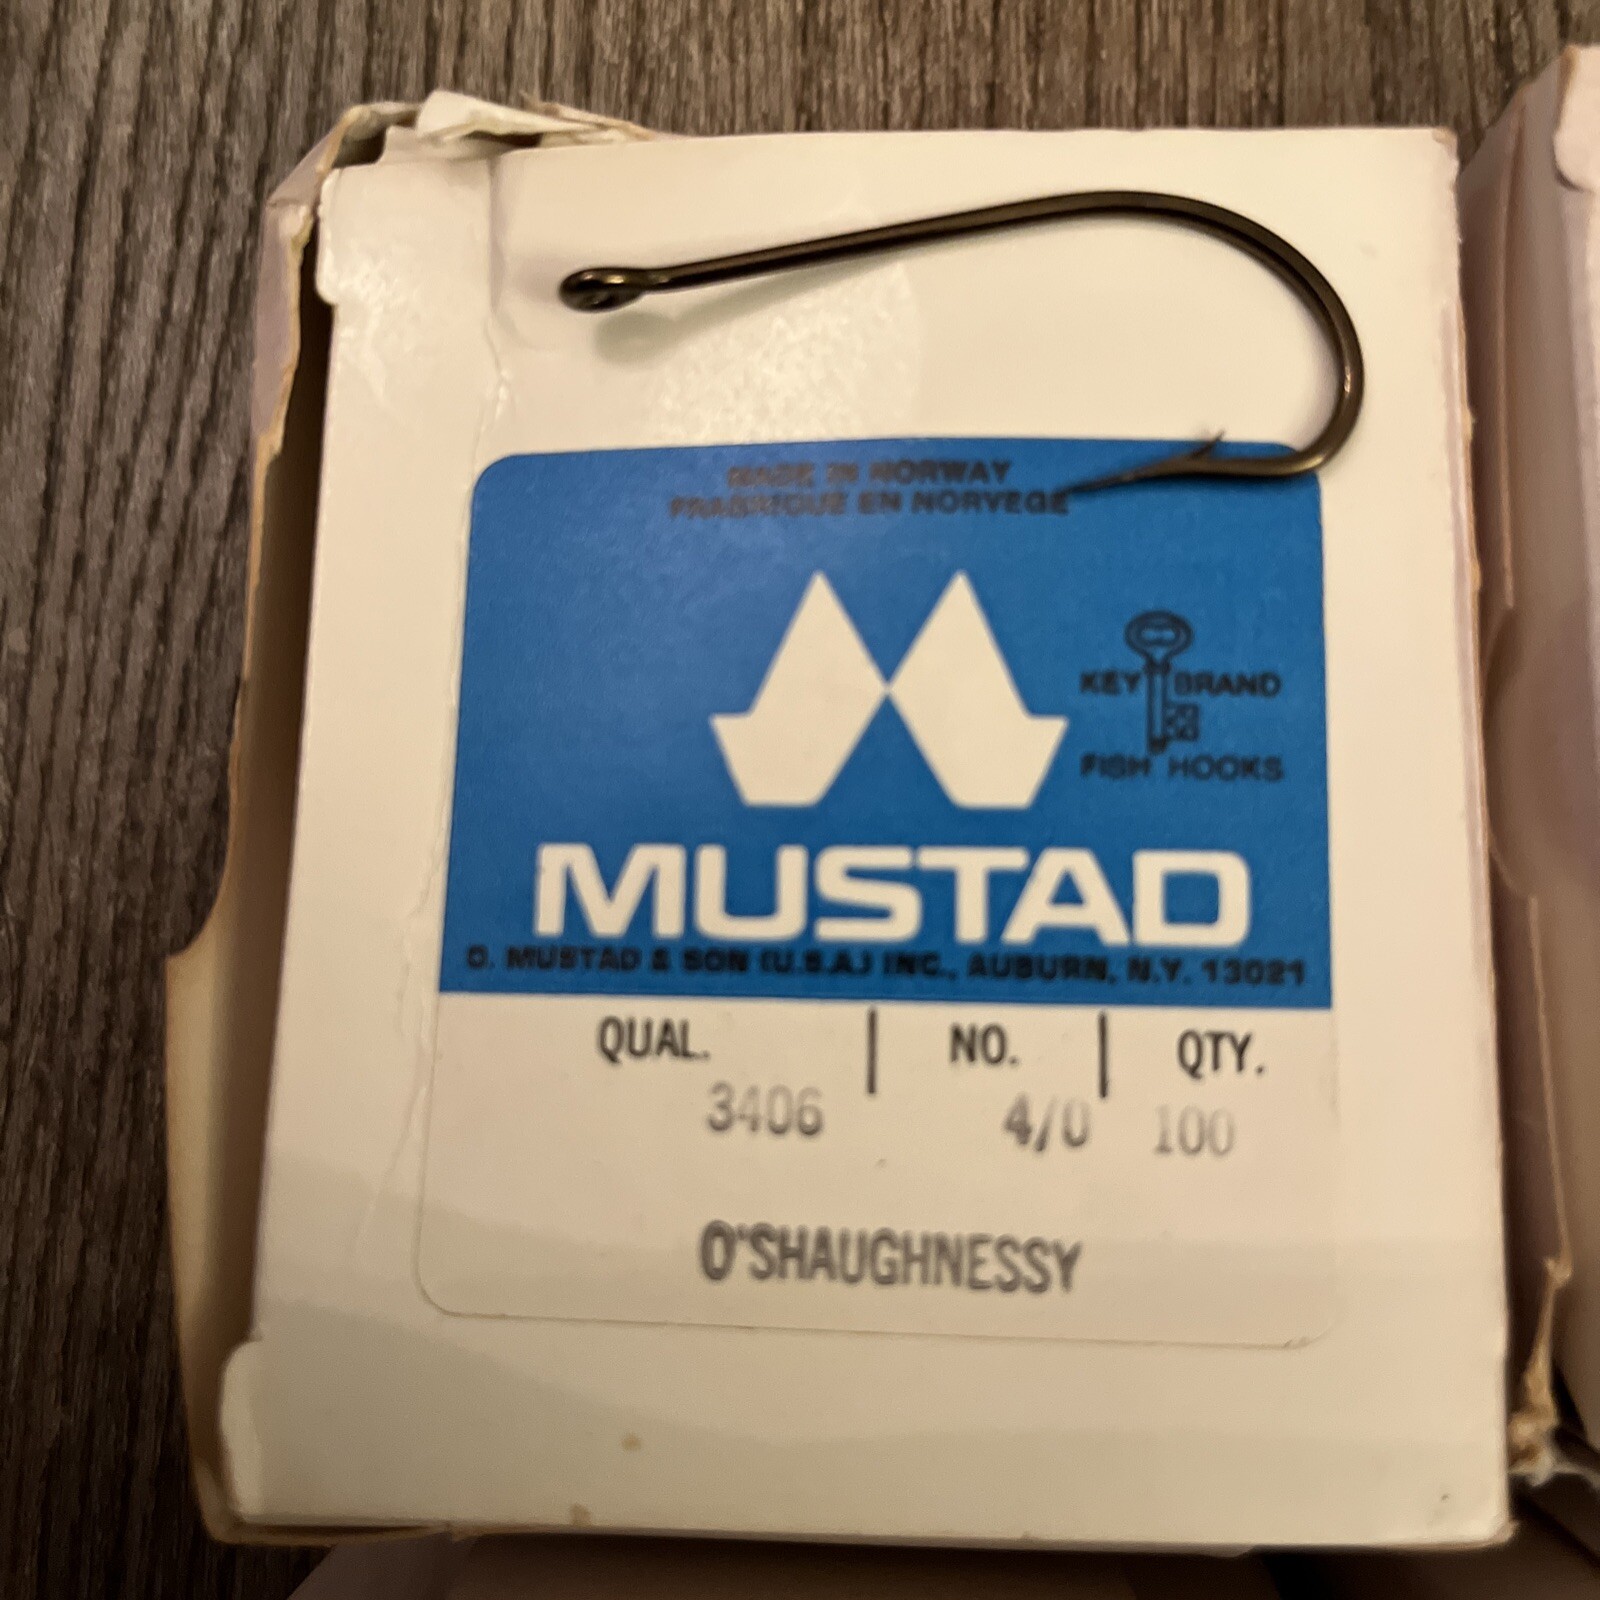 MADE IN NORWAY
FRABRIQUE EN NORVEGE
KEY BRAND
FISH HOOKS
MUSTAD
O. MUSTAD & SON (U.S.A.) INC., AUBURN, N.Y. 13021
QUAL. | NO. | QTY.
3406 4/0 100
O'SHAUGHNESSY